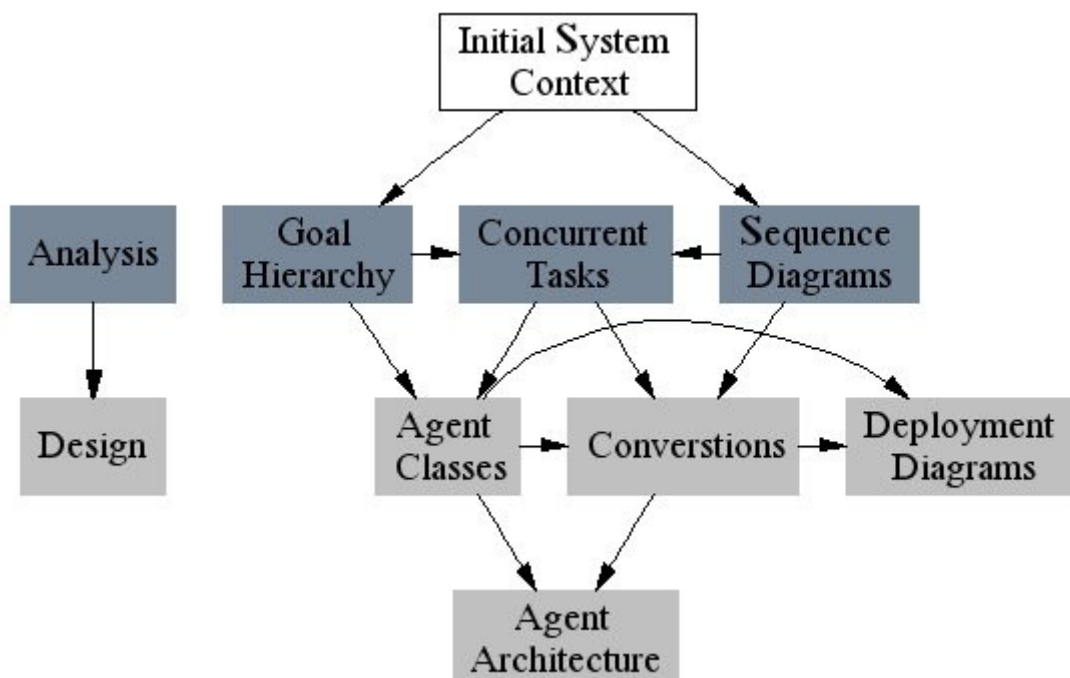 Initial System
Context
Analysis
Goal
Hierarchy
Concurrent
Tasks
Sequence
Diagrams
Design
Agent
Classes
Converstions
Deployment
Diagrams
Agent
Architecture